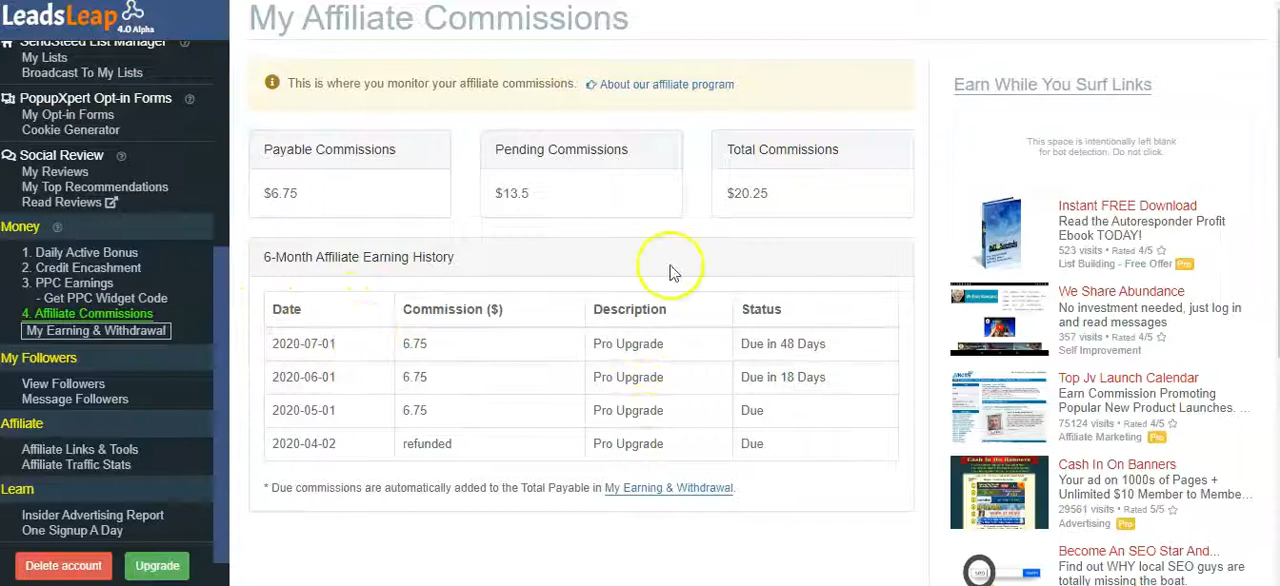 LeadsLeap
4.0 Alpha
SendSteed List Manager
My Lists
Broadcast To My Lists
PopupXpert Opt-in Forms
My Opt-in Forms
Cookie Generator
Social Review
My Reviews
My Top Recommendations
Read Reviews
Money
1. Daily Active Bonus
2. Credit Encashment
3. PPC Earnings
- Get PPC Widget Code
4. Affiliate Commissions
My Earning & Withdrawal
My Followers
View Followers
Message Followers
Affiliate
Affiliate Links & Tools
Affiliate Traffic Stats
Learn
Insider Advertising Report
One Signup A Day
Delete account
Upgrade
My Affiliate Commissions
This is where you monitor your affiliate commissions. About our affiliate program
Payable Commissions
$6.75
Pending Commissions
$13.5
Total Commissions
$20.25
6-Month Affiliate Earning History
Date Commission ($) Description Status
2020-07-01 6.75 Pro Upgrade Due in 48 Days
2020-06-01 6.75 Pro Upgrade Due in 18 Days
2020-05-01 6.75 Pro Upgrade Due
2020-04-02 refunded Pro Upgrade Due
* Due commissions are automatically added to the Total Payable in My Earning & Withdrawal.
Earn While You Surf Links
This space is intentionally left blank
for bot detection. Do not click.
Instant FREE Download
Read the Autoresponder Profit
Ebook TODAY!
523 visits • Rated 4/5
List Building - Free Offer Pro
We Share Abundance
No investment needed, just log in
and read messages
357 visits • Rated 4/5
Self Improvement
Top Jv Launch Calendar
Earn Commission Promoting
Popular New Product Launches. ...
75124 visits • Rated 4/5
Affiliate Marketing Pro
Cash In On Banners
Your ad on 1000s of Pages +
Unlimited $10 Member to Membe...
29561 visits • Rated 5/5
Advertising Pro
Become An SEO Star And...
Find out WHY local SEO guys are
totally missing the boat.